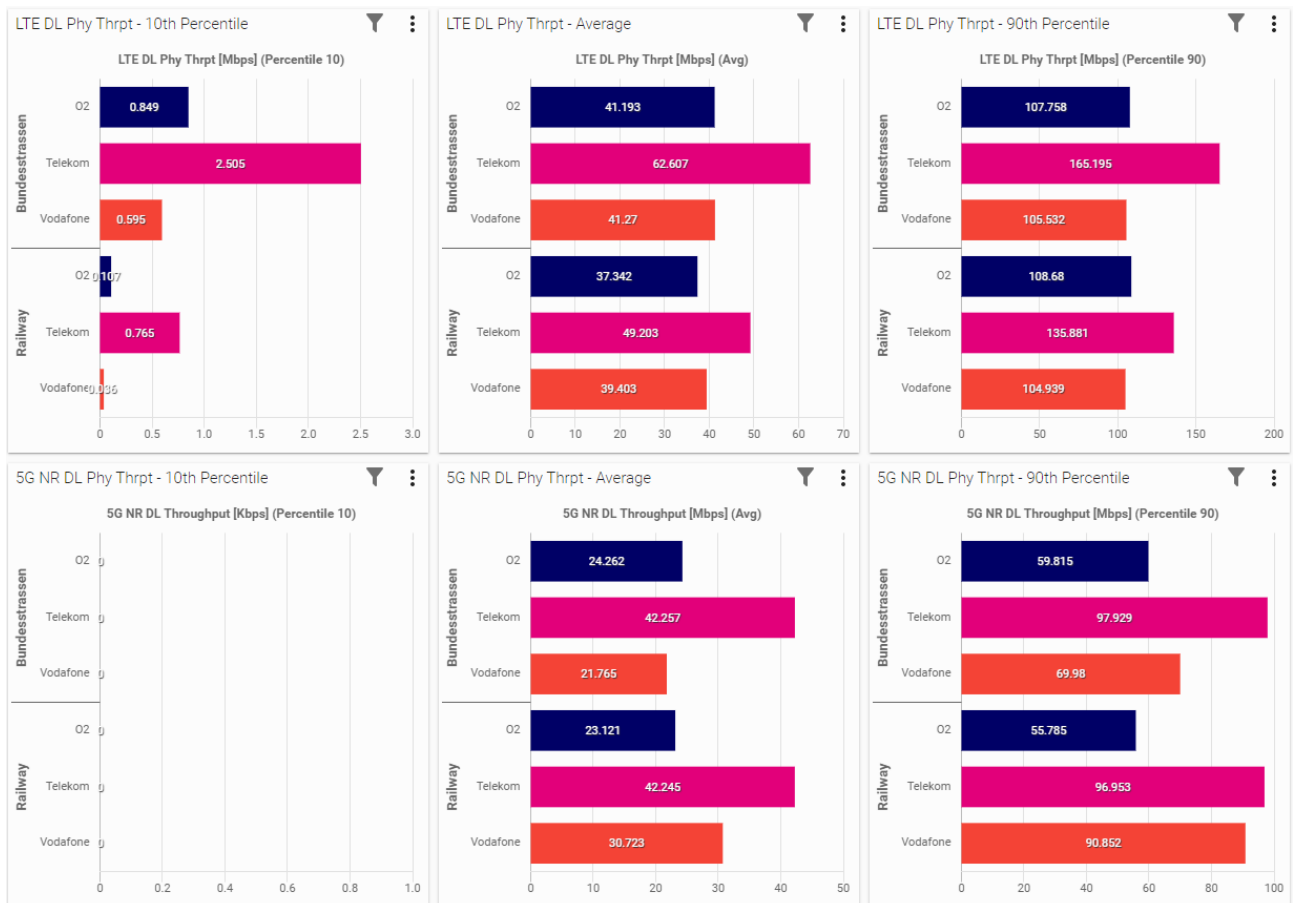 LTE DL Phy Thrpt - 10th Percentile
LTE DL Phy Thrpt [Mbps] (Percentile 10)
Bundesstrassen
O2
0.849
Telekom
2.505
Vodafone
0.595
Railway
O2
0.107
Telekom
0.765
Vodafone
0.036
0 0.5 1.0 1.5 2.0 2.5 3.0
LTE DL Phy Thrpt - Average
LTE DL Phy Thrpt [Mbps] (Avg)
Bundesstrassen
O2
41.193
Telekom
62.607
Vodafone
41.27
Railway
O2
37.342
Telekom
49.203
Vodafone
39.403
0 10 20 30 40 50 60 70
LTE DL Phy Thrpt - 90th Percentile
LTE DL Phy Thrpt [Mbps] (Percentile 90)
Bundesstrassen
O2
107.758
Telekom
165.195
Vodafone
105.532
Railway
O2
108.68
Telekom
135.881
Vodafone
104.939
0 50 100 150 200
5G NR DL Phy Thrpt - 10th Percentile
5G NR DL Throughput [Kbps] (Percentile 10)
Bundesstrassen
O2
0
Telekom
0
Vodafone
0
Railway
O2
0
Telekom
0
Vodafone
0
0 0.2 0.4 0.6 0.8 1.0
5G NR DL Phy Thrpt - Average
5G NR DL Throughput [Mbps] (Avg)
Bundesstrassen
O2
24.262
Telekom
42.257
Vodafone
21.765
Railway
O2
23.121
Telekom
42.245
Vodafone
30.723
0 10 20 30 40 50
5G NR DL Phy Thrpt - 90th Percentile
5G NR DL Throughput [Mbps] (Percentile 90)
Bundesstrassen
O2
59.815
Telekom
97.929
Vodafone
69.98
Railway
O2
55.785
Telekom
96.953
Vodafone
90.852
0 20 40 60 80 100